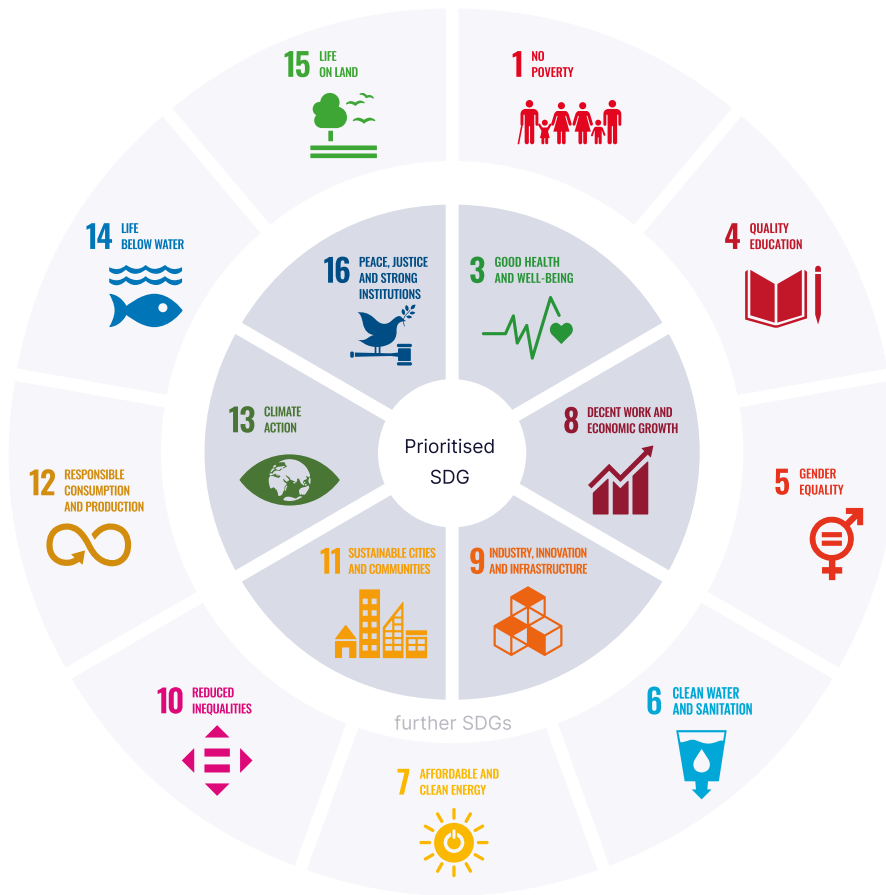 15 LIFE
ON LAND
1 NO
POVERTY
14 LIFE
BELOW WATER
4 QUALITY
EDUCATION
16 PEACE, JUSTICE
AND STRONG
INSTITUTIONS
3 GOOD HEALTH
AND WELL-BEING
13 CLIMATE
ACTION
Prioritised
SDG
8 DECENT WORK AND
ECONOMIC GROWTH
12 RESPONSIBLE
CONSUMPTION
AND PRODUCTION
5 GENDER
EQUALITY
11 SUSTAINABLE CITIES
AND COMMUNITIES
9 INDUSTRY, INNOVATION
AND INFRASTRUCTURE
10 REDUCED
INEQUALITIES
6 CLEAN WATER
AND SANITATION
further SDGs
7 AFFORDABLE AND
CLEAN ENERGY